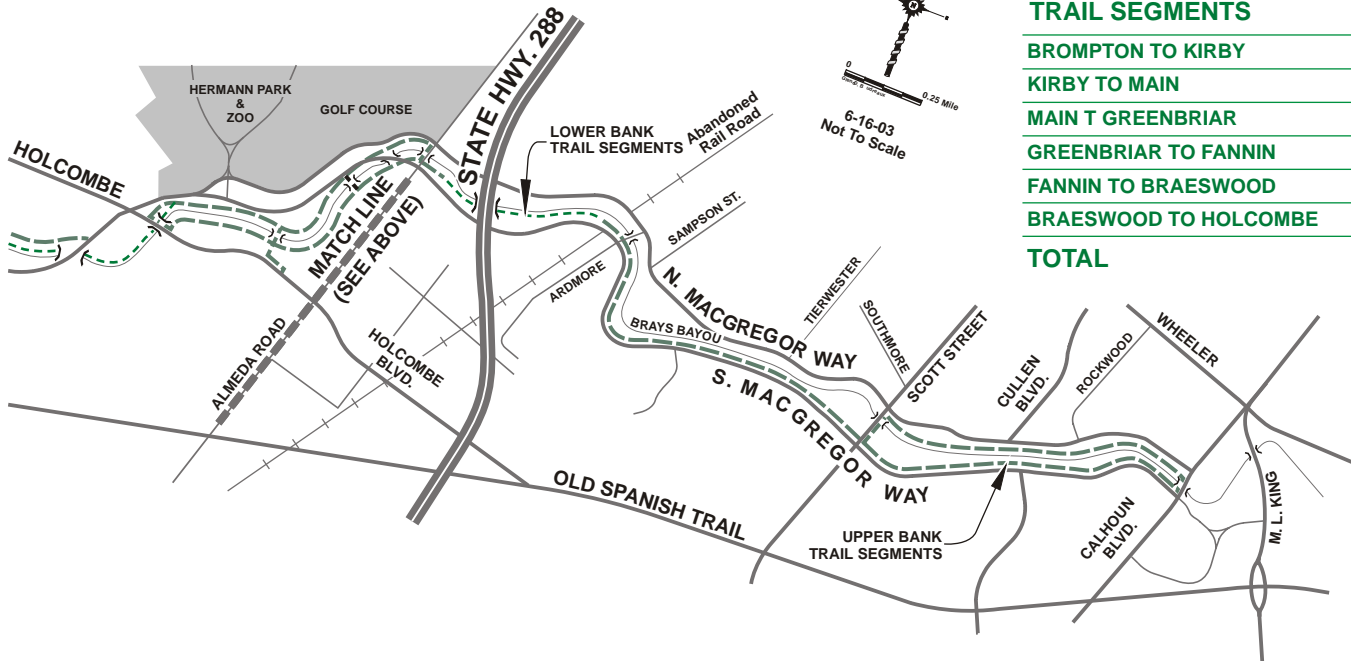 TRAIL SEGMENTS
BROMPTON TO KIRBY
KIRBY TO MAIN
MAIN T GREENBRIAR
GREENBRIAR TO FANNIN
FANNIN TO BRAESWOOD
BRAESWOOD TO HOLCOMBE
TOTAL
0
0.25 Mile
6-16-03
Not To Scale
HERMANN PARK
&
ZOO
GOLF COURSE
STATE HWY. 288
LOWER BANK
TRAIL SEGMENTS
Abandoned
Rail Road
HOLCOMBE
MATCH LINE
(SEE ABOVE)
SAMPSON ST.
ARDMORE
N. MACGREGOR WAY
TIERWESTER
SOUTHMORE
SCOTT STREET
BRAYS BAYOU
S. MACGREGOR WAY
CULLEN
BLVD.
ROCKWOOD
WHEELER
ALMEDA ROAD
HOLCOMBE
BLVD.
OLD SPANISH TRAIL
UPPER BANK
TRAIL SEGMENTS
CALHOUN
BLVD.
M. L. KING